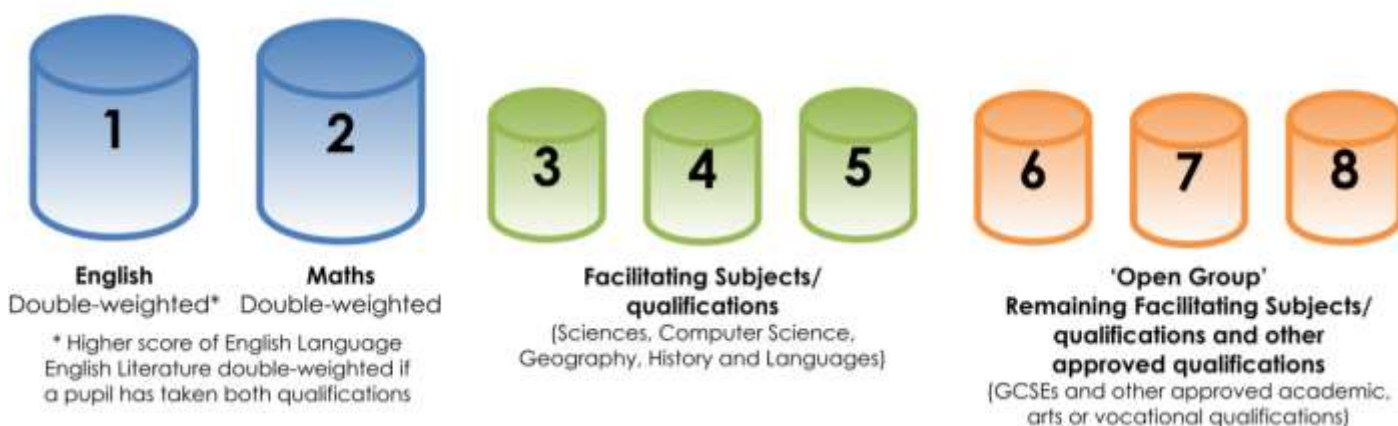 1
2
3
4
5
6
7
8
English
Double-weighted*
Maths
Double-weighted
* Higher score of English Language
English Literature double-weighted if
a pupil has taken both qualifications
Facilitating Subjects/
qualifications
(Sciences, Computer Science,
Geography, History and Languages)
'Open Group'
Remaining Facilitating Subjects/
qualifications and other
approved qualifications
(GCSEs and other approved academic,
arts or vocational qualifications)